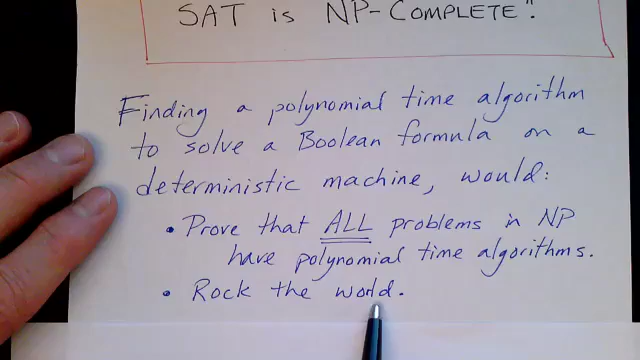 SAT is NP-COMPLETE".
Finding a polynomial time algorithm
to solve a Boolean formula on a
deterministic machine, would:
• Prove that ALL problems in NP
have polynomial time algorithms.
• Rock the world.